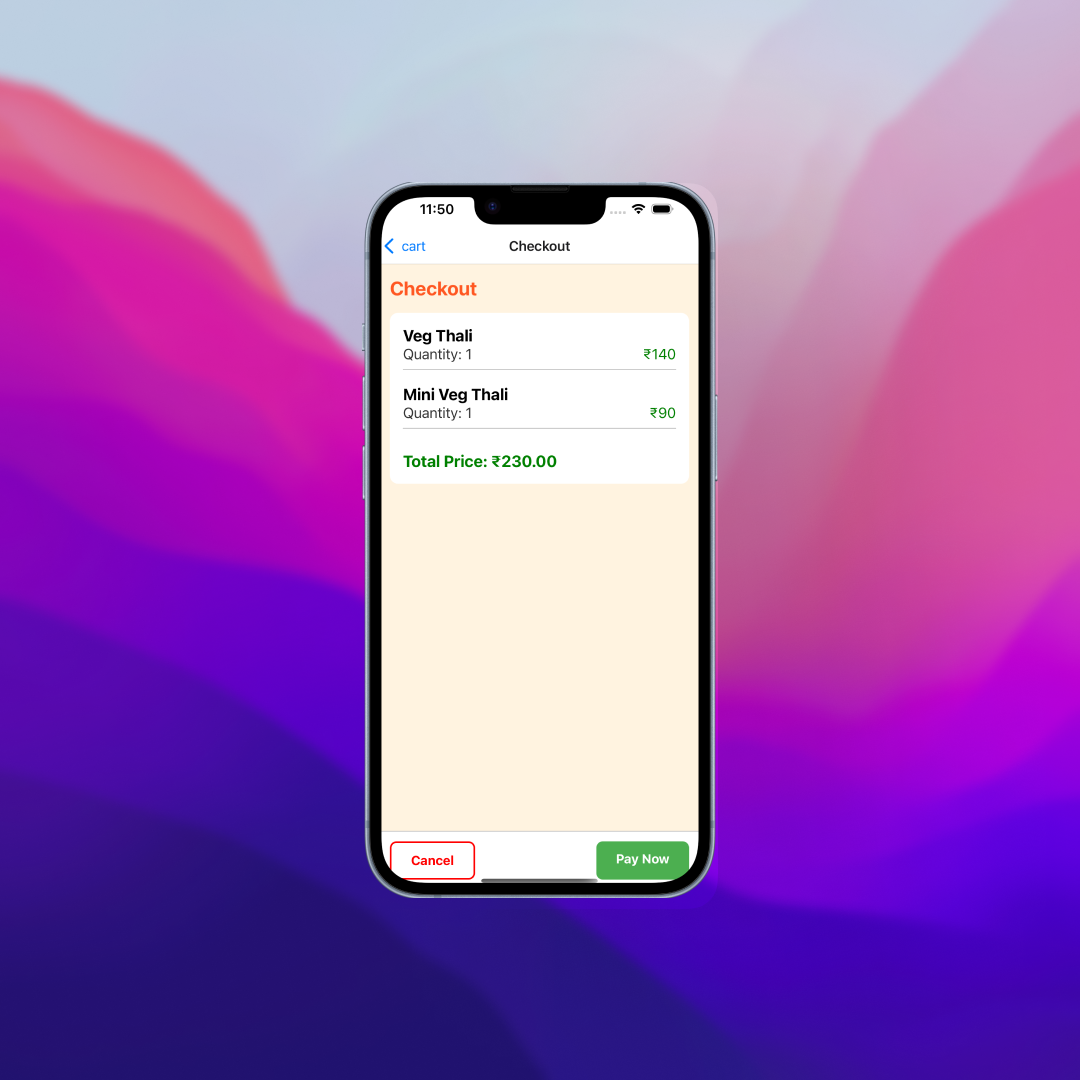 11:50
cart
Checkout
Checkout
Veg Thali
Quantity: 1
₹140
Mini Veg Thali
Quantity: 1
₹90
Total Price: ₹230.00
Cancel
Pay Now